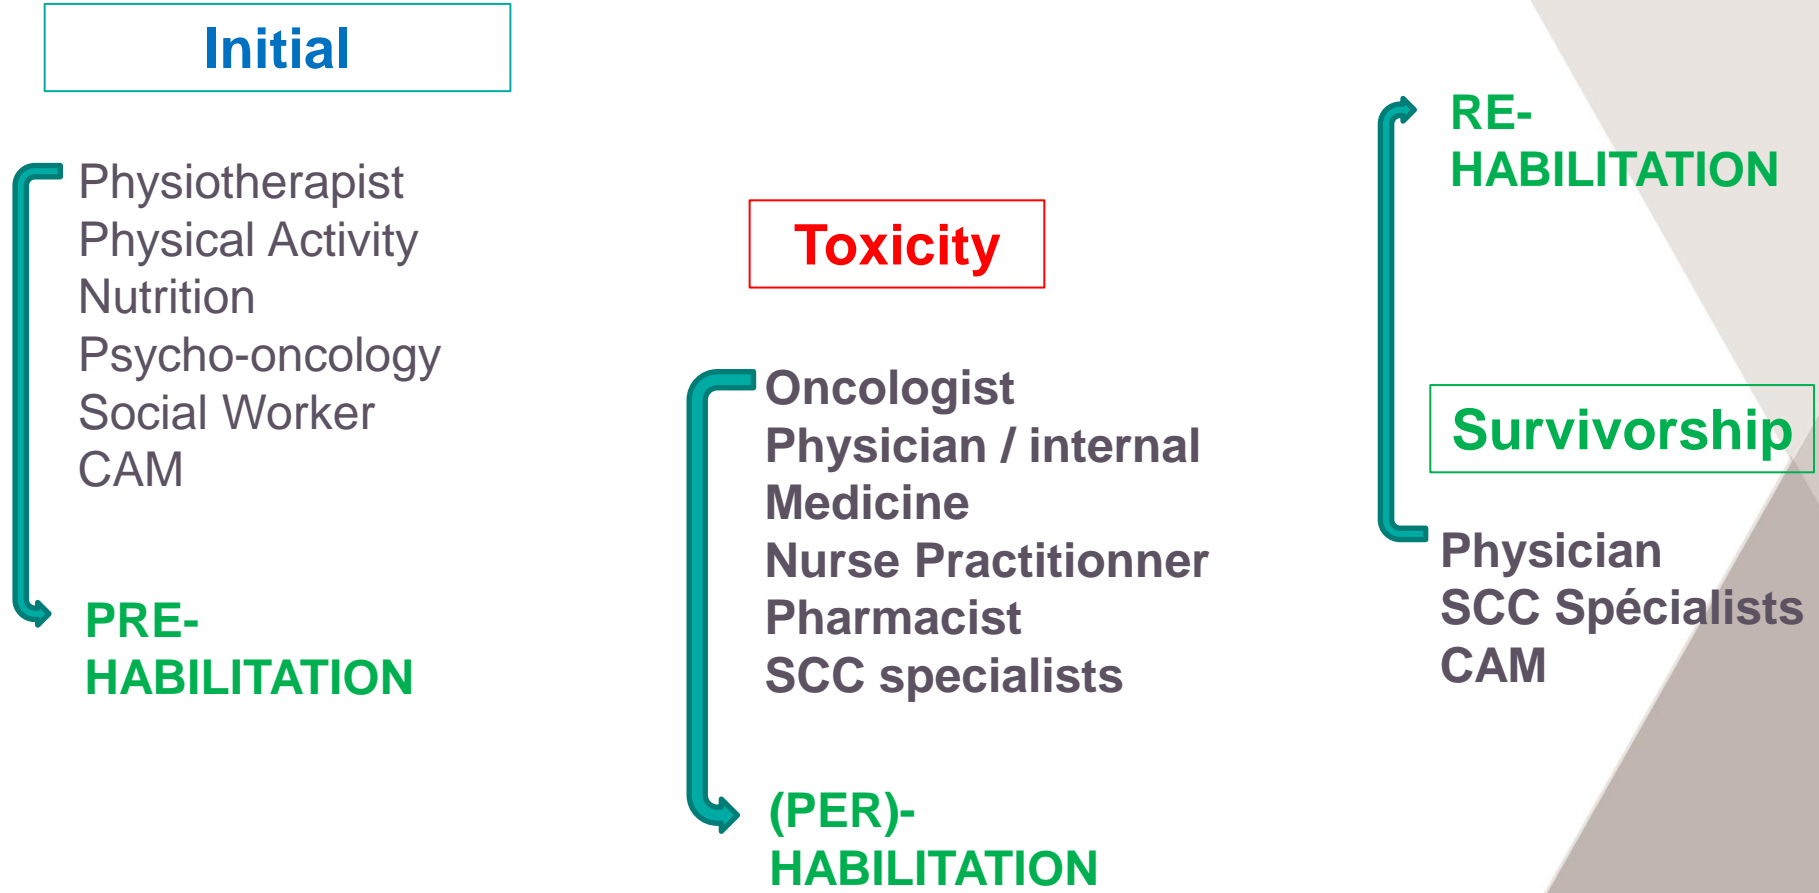 Initial
Physiotherapist
Physical Activity
Nutrition
Psycho-oncology
Social Worker
CAM
PRE-
HABILITATION
Toxicity
Oncologist
Physician / internal
Medicine
Nurse Practitionner
Pharmacist
SCC specialists
(PER)-
HABILITATION
RE-
HABILITATION
Survivorship
Physician
SCC Spécialists
CAM